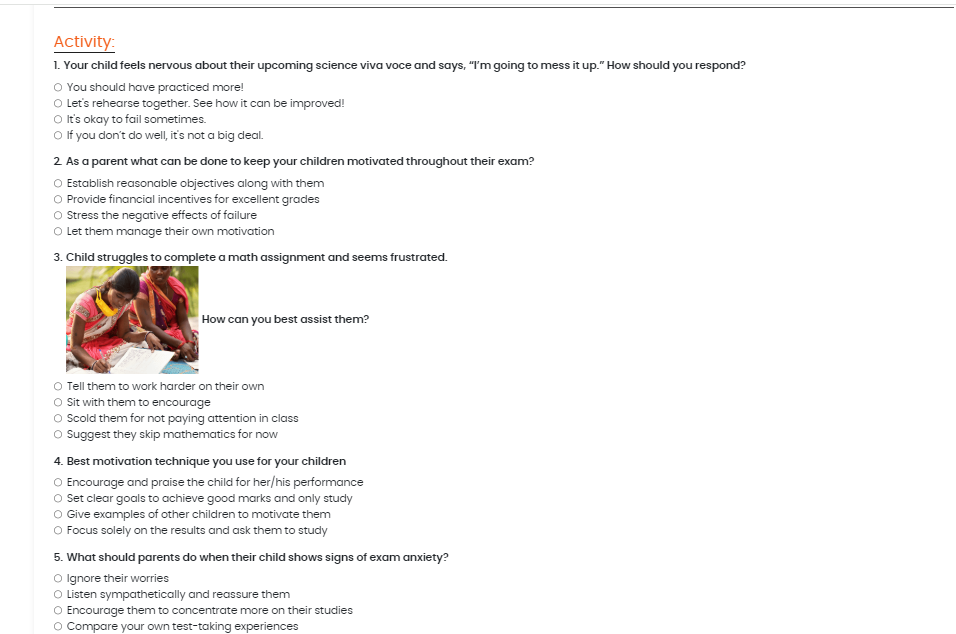 Activity:
1. Your child feels nervous about their upcoming science viva voce and says, “I’m going to mess it up.” How should you respond?
You should have practiced more!
Let's rehearse together. See how it can be improved!
It's okay to fail sometimes.
If you don’t do well, it's not a big deal.
2. As a parent what can be done to keep your children motivated throughout their exam?
Establish reasonable objectives along with them
Provide financial incentives for excellent grades
Stress the negative effects of failure
Let them manage their own motivation
3. Child struggles to complete a math assignment and seems frustrated.
How can you best assist them?
Tell them to work harder on their own
Sit with them to encourage
Scold them for not paying attention in class
Suggest they skip mathematics for now
4. Best motivation technique you use for your children
Encourage and praise the child for her/his performance
Set clear goals to achieve good marks and only study
Give examples of other children to motivate them
Focus solely on the results and ask them to study
5. What should parents do when their child shows signs of exam anxiety?
Ignore their worries
Listen sympathetically and reassure them
Encourage them to concentrate more on their studies
Compare your own test-taking experiences